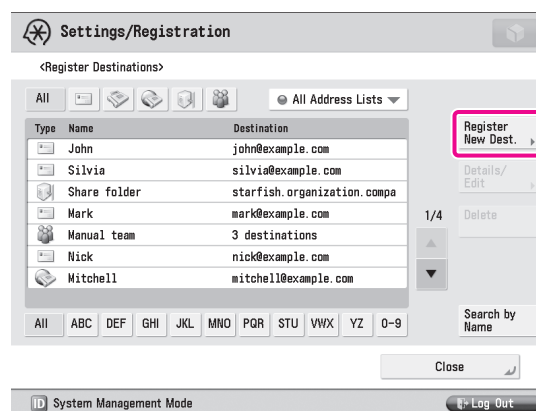 Settings/Registration
<Register Destinations>
All
All Address Lists
Type Name Destination
John john@example.com
Silvia silvia@example.com
Share folder starfish.organization.compa
Mark mark@example.com
Manual team 3 destinations
Nick nick@example.com
Mitchell mitchell@example.com
1/4
Register
New Dest.
Details/
Edit
Delete
All ABC DEF GHI JKL MNO PQR STU VWX YZ 0-9
Search by
Name
Close
ID System Management Mode
Log Out